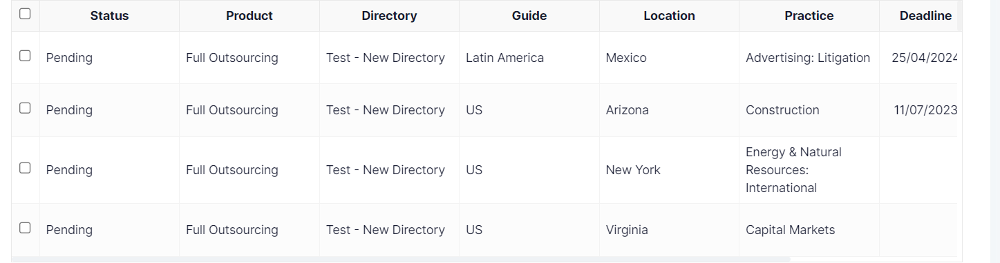 Status Product Directory Guide Location Practice Deadline
Pending Full Outsourcing Test - New Directory Latin America Mexico Advertising: Litigation 25/04/2024
Pending Full Outsourcing Test - New Directory US Arizona Construction 11/07/2023
Pending Full Outsourcing Test - New Directory US New York Energy & Natural
Resources:
International
Pending Full Outsourcing Test - New Directory US Virginia Capital Markets